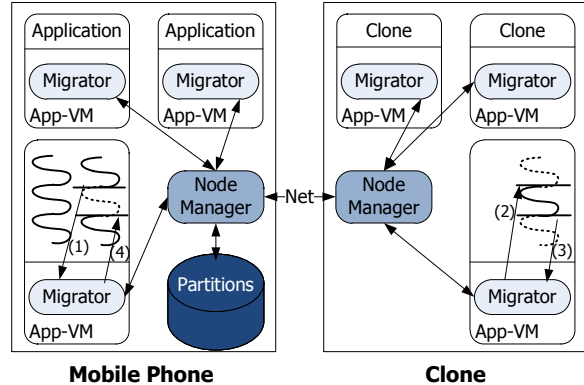 Application
Application
Clone
Clone
Migrator
Migrator
Migrator
Migrator
App-VM
App-VM
App-VM
App-VM
Node
Manager
Net
Node
Manager
(1)
(4)
(2)
(3)
Partitions
Migrator
Migrator
App-VM
App-VM
Mobile Phone
Clone